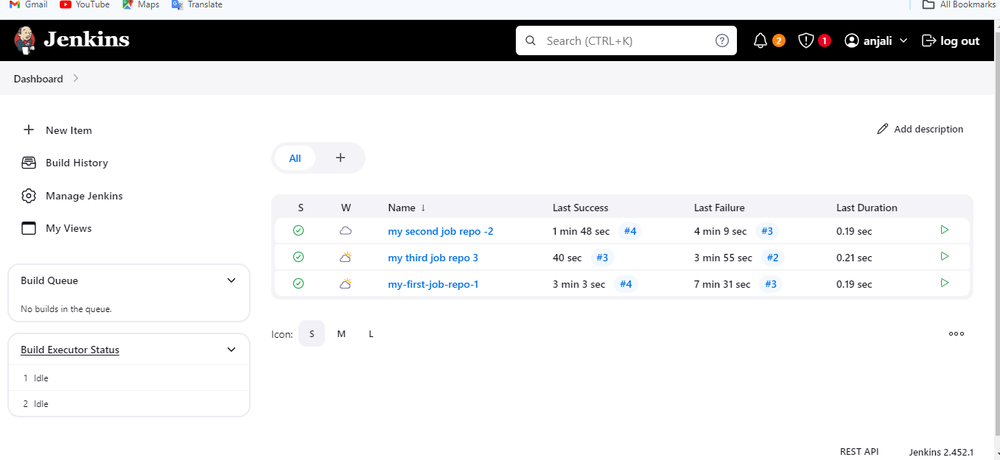 Gmail YouTube Maps Translate All Bookmarks
Jenkins Search (CTRL+K) 2 1 anjali log out
Dashboard
New Item
Build History
Manage Jenkins
My Views
Build Queue
No builds in the queue.
Build Executor Status
1 Idle
2 Idle
Add description
All +
S W Name ↓ Last Success Last Failure Last Duration
my second job repo -2 1 min 48 sec #4 4 min 9 sec #3 0.19 sec
my third job repo 3 40 sec #3 3 min 55 sec #2 0.21 sec
my-first-job-repo-1 3 min 3 sec #4 7 min 31 sec #3 0.19 sec
Icon: S M L
REST API Jenkins 2.452.1